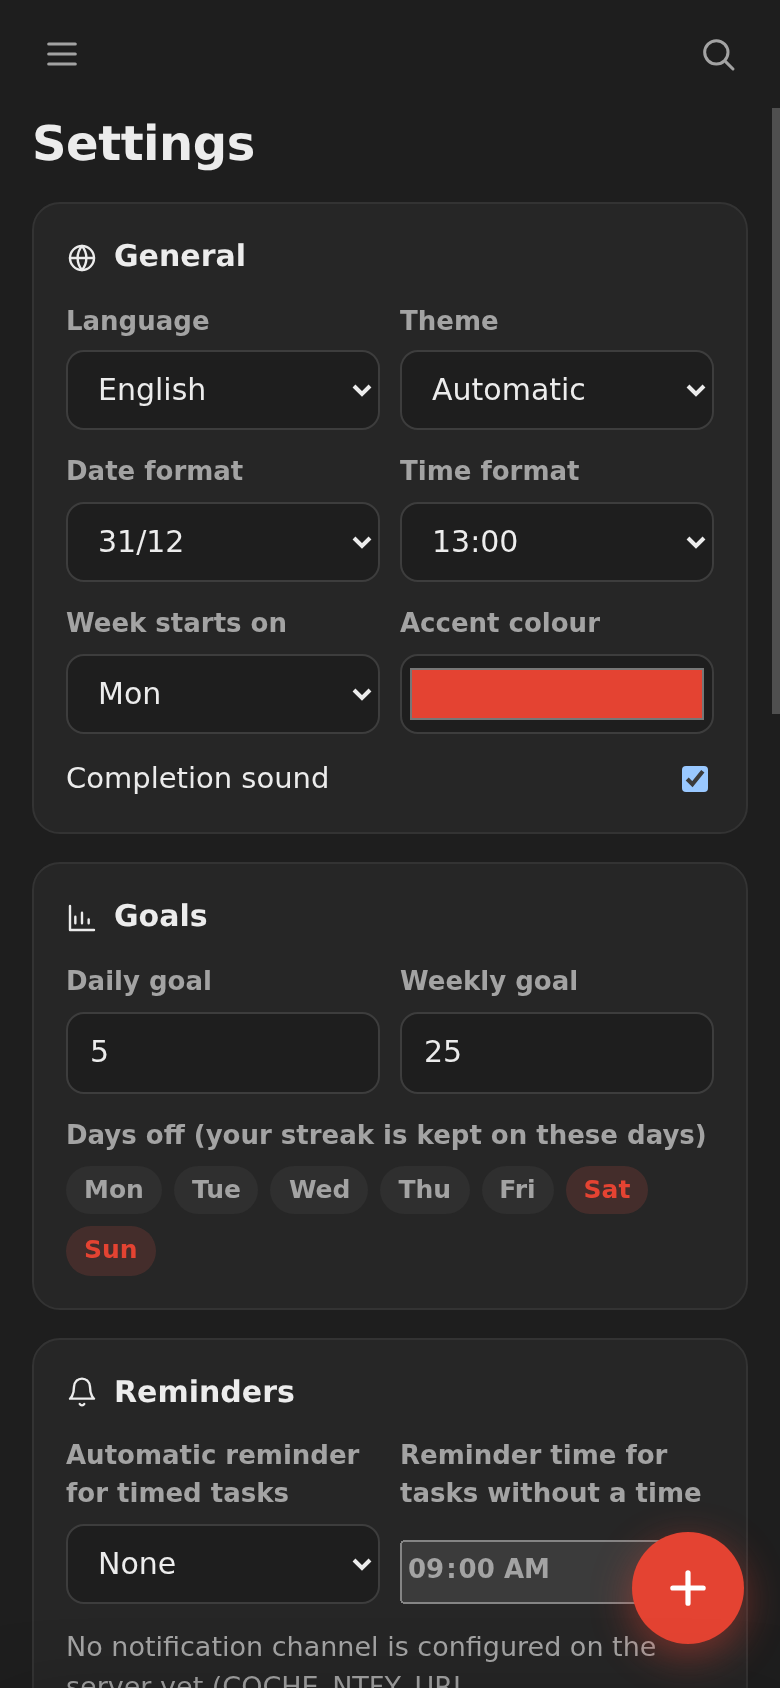 Settings
General
Language Theme
English Automatic
Date format Time format
31/12 13:00
Week starts on Accent colour
Mon
Completion sound
Goals
Daily goal Weekly goal
5 25
Days off (your streak is kept on these days)
Mon Tue Wed Thu Fri Sat
Sun
Reminders
Automatic reminder Reminder time for
for timed tasks tasks without a time
None 09:00 AM
No notification channel is configured on the
server yet (COCHE_NTFY_URL